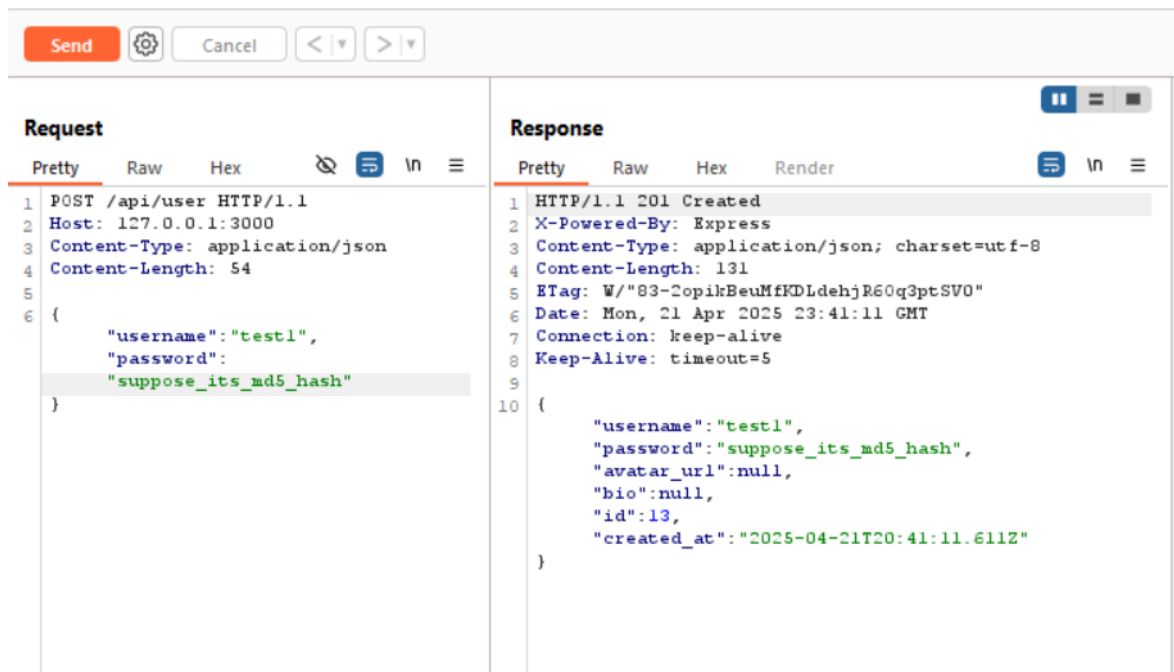 Send Cancel < >
Request
Pretty Raw Hex \n
1 POST /api/user HTTP/1.1
2 Host: 127.0.0.1:3000
3 Content-Type: application/json
4 Content-Length: 54
5
6 {
"username":"test1",
"password":
"suppose_its_md5_hash"
}
Response
Pretty Raw Hex Render \n
1 HTTP/1.1 201 Created
2 X-Powered-By: Express
3 Content-Type: application/json; charset=utf-8
4 Content-Length: 131
5 ETag: W/"83-2opikBeuMfKDLdehjR60q3ptSV0"
6 Date: Mon, 21 Apr 2025 23:41:11 GMT
7 Connection: keep-alive
8 Keep-Alive: timeout=5
9
10 {
"username":"test1",
"password":"suppose_its_md5_hash",
"avatar_url":null,
"bio":null,
"id":13,
"created_at":"2025-04-21T20:41:11.611Z"
}